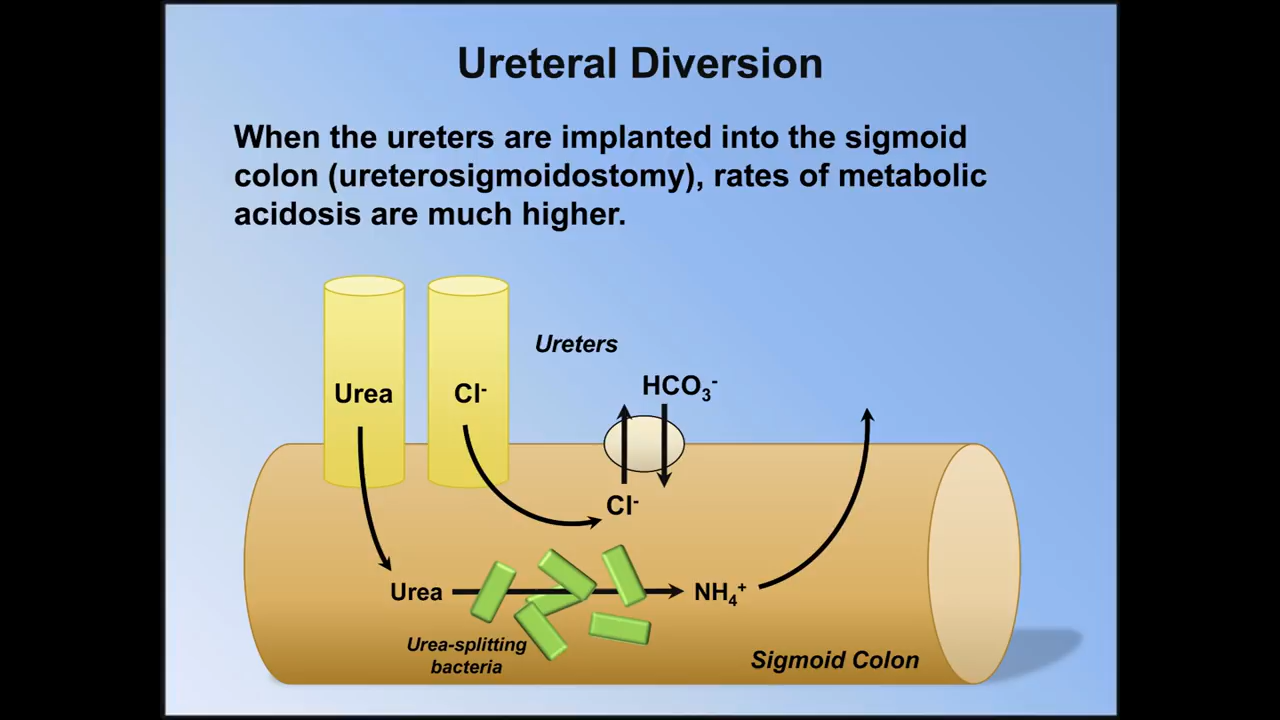 Ureteral Diversion
When the ureters are implanted into the sigmoid
colon (ureterosigmoidostomy), rates of metabolic
acidosis are much higher.
Ureters
Urea
Cl⁻
HCO₃⁻
Cl⁻
Urea
NH₄⁺
Urea-splitting
bacteria
Sigmoid Colon